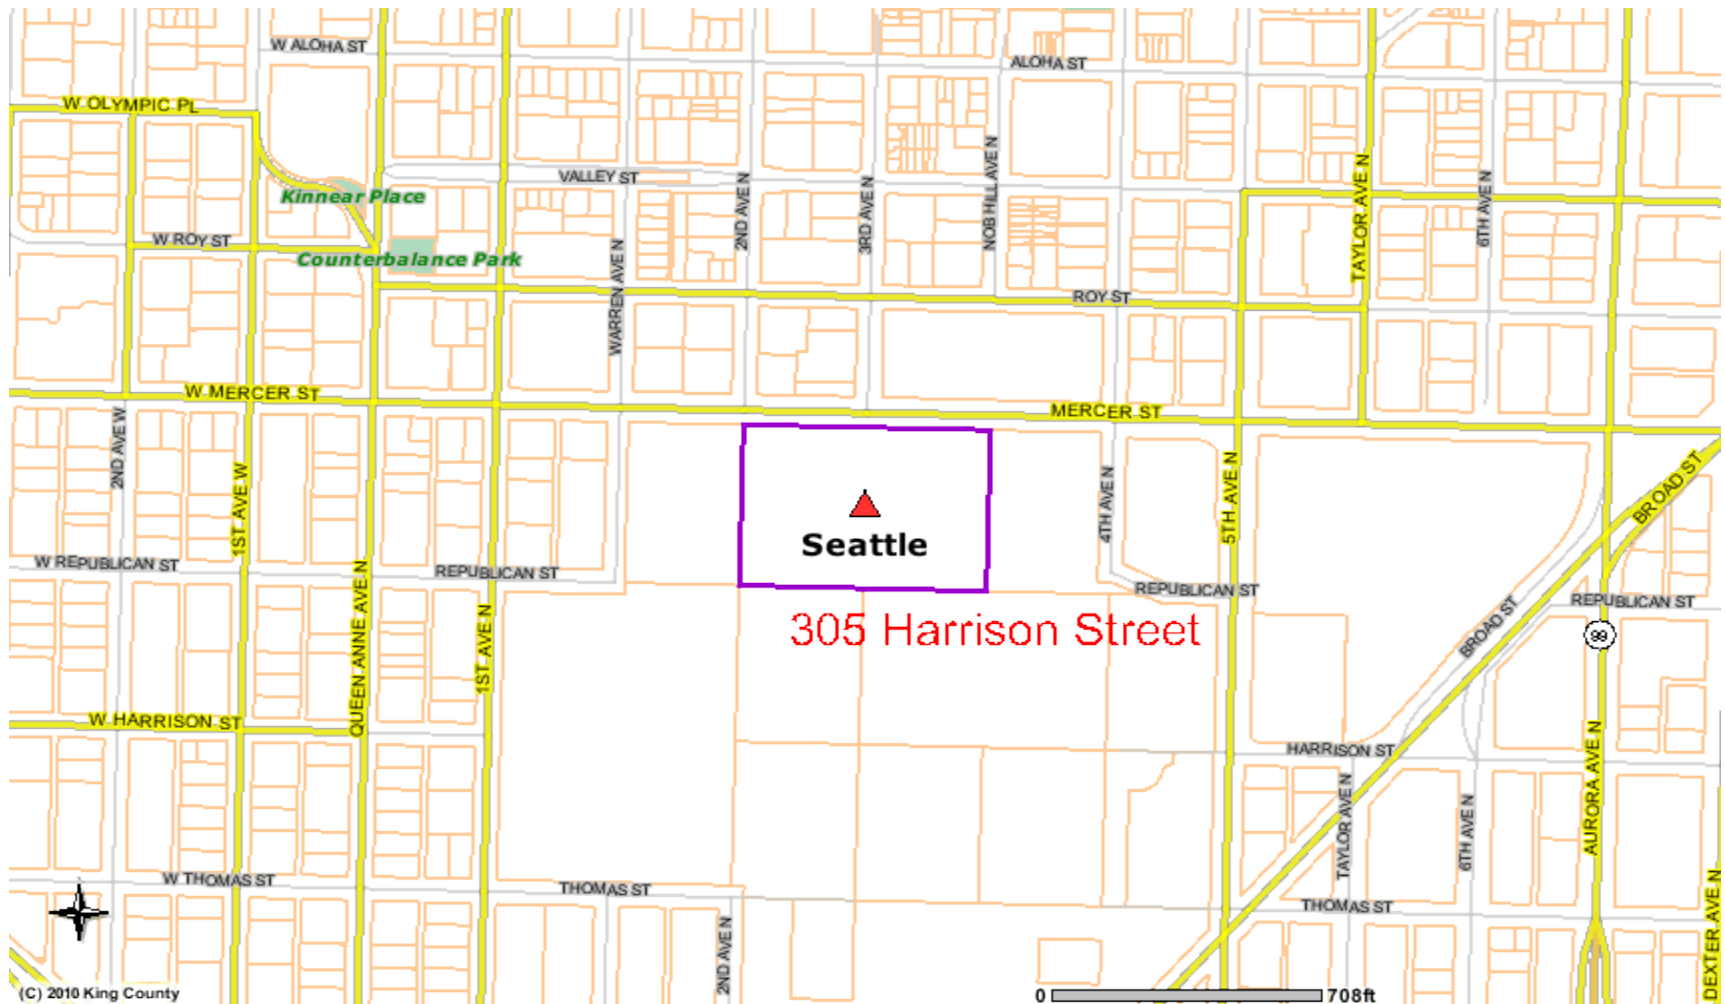 W ALOHA ST
ALOHA ST
W OLYMPIC PL
VALLEY ST
Kinnear Place
W ROY ST
Counterbalance Park
WARREN AVE N
2ND AVE N
3RD AVE N
NOB HILL AVE N
TAYLOR AVE N
6TH AVE N
ROY ST
W MERCER ST
MERCER ST
2ND AVE W
1ST AVE W
4TH AVE N
5TH AVE N
BROAD ST
Seattle
W REPUBLICAN ST
REPUBLICAN ST
REPUBLICAN ST
REPUBLICAN ST
QUEEN ANNE AVE N
1ST AVE N
305 Harrison Street
BROAD ST
99
W HARRISON ST
HARRISON ST
TAYLOR AVE N
6TH AVE N
AURORA AVE N
W THOMAS ST
THOMAS ST
THOMAS ST
2ND AVE N
DEXTER AVE N
(C) 2010 King County
0 708ft